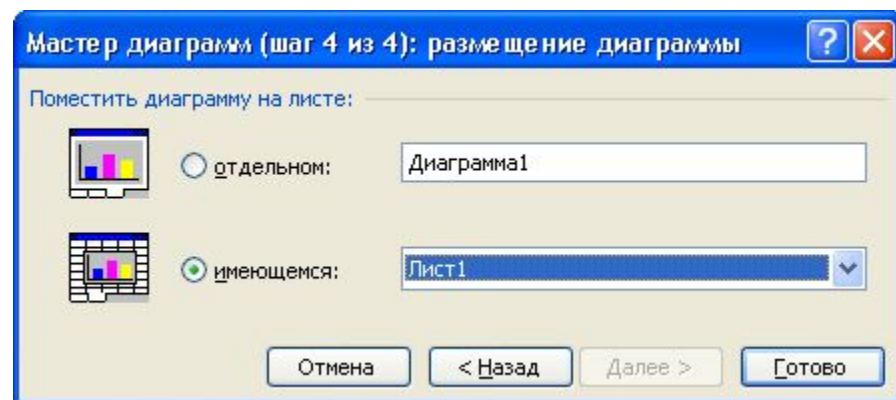 Мастер диаграмм (шаг 4 из 4): размещение диаграммы
Поместить диаграмму на листе:
отдельном: Диаграмма1
имеющемся: Лист1
Отмена < Назад Далее > Готово